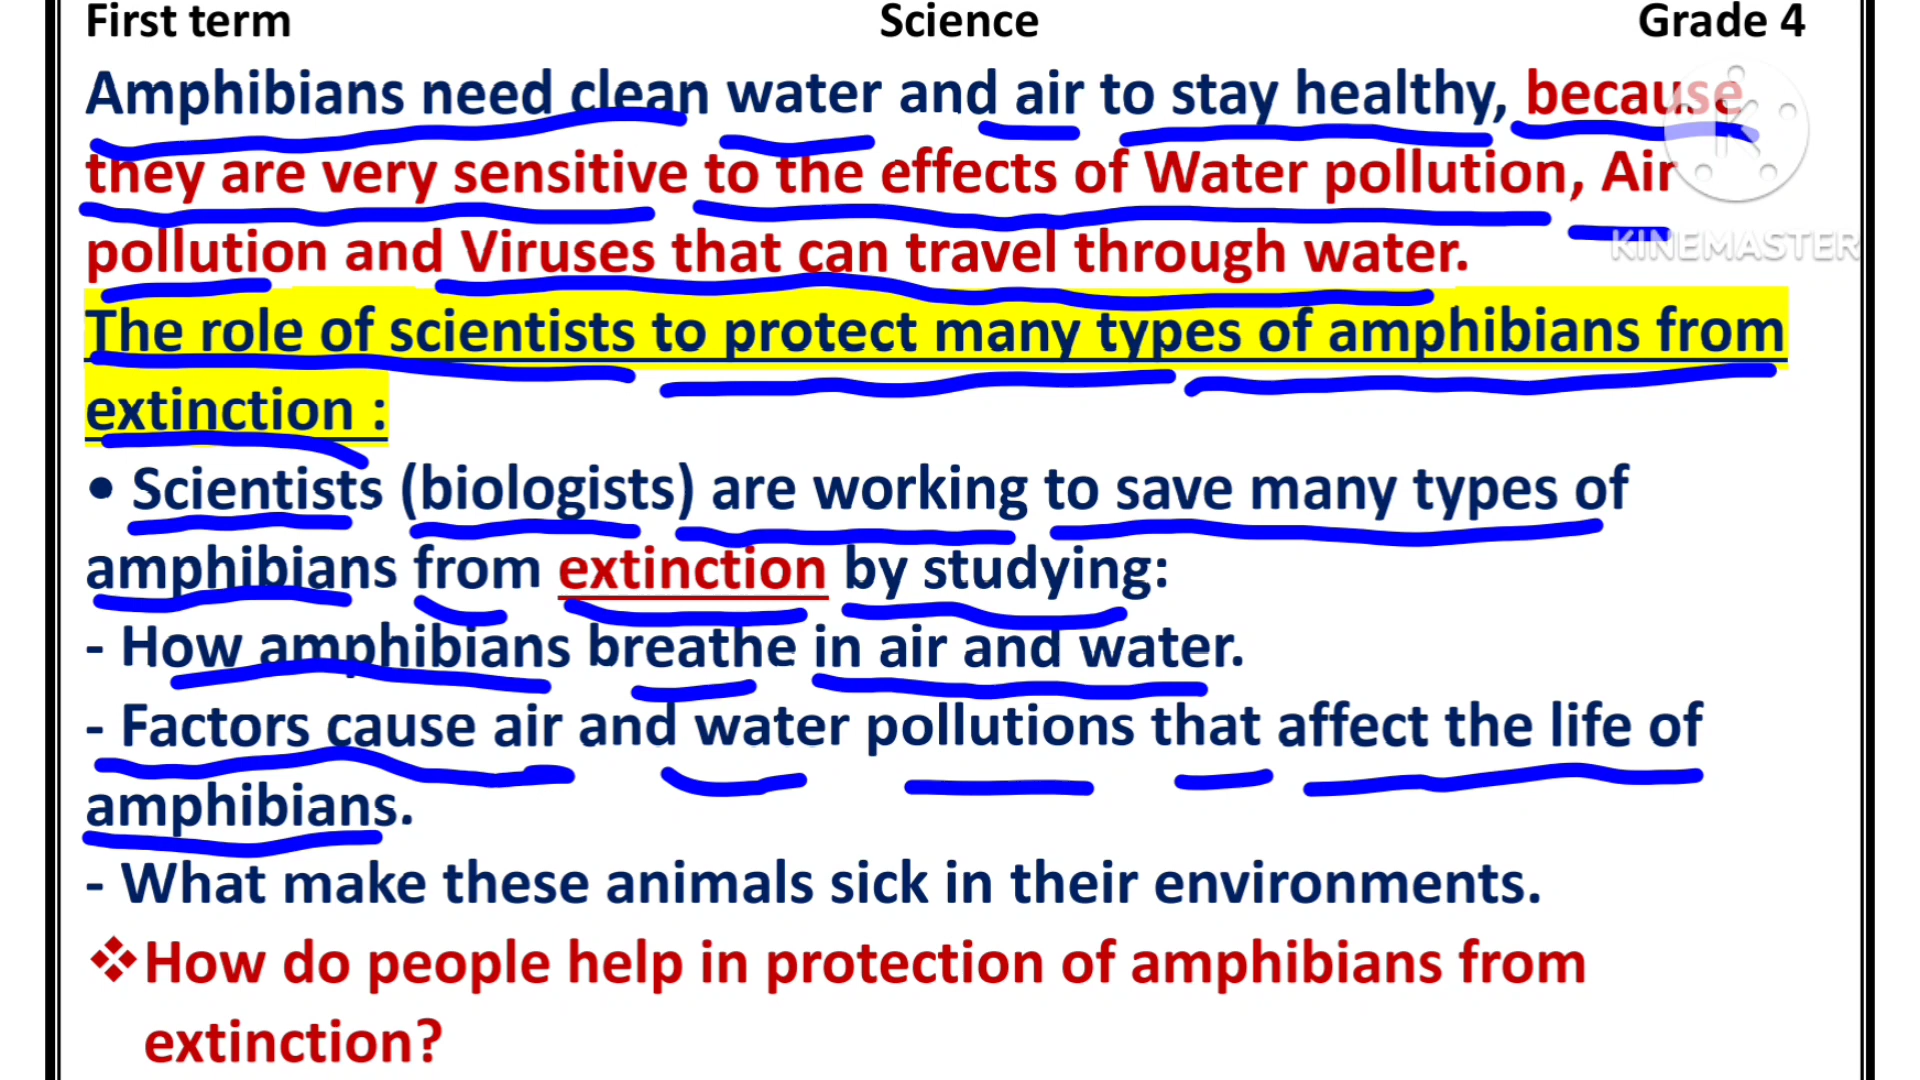 First term Science Grade 4
Amphibians need clean water and air to stay healthy, because
they are very sensitive to the effects of Water pollution, Air
pollution and Viruses that can travel through water.
KINEMASTER
The role of scientists to protect many types of amphibians from
extinction :
• Scientists (biologists) are working to save many types of
amphibians from extinction by studying:
- How amphibians breathe in air and water.
- Factors cause air and water pollutions that affect the life of
amphibians.
- What make these animals sick in their environments.
❖How do people help in protection of amphibians from
extinction?